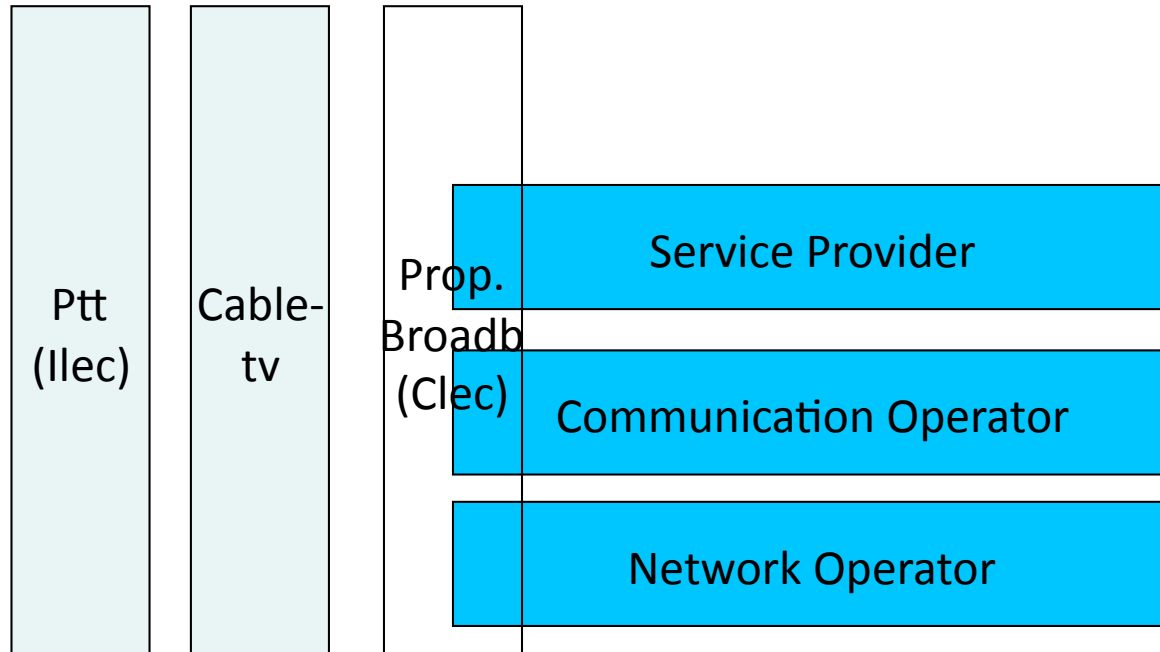 Ptt
(Ilec)
Cable-
tv
Prop.
Broadb
(Clec)
Service Provider
Communication Operator
Network Operator